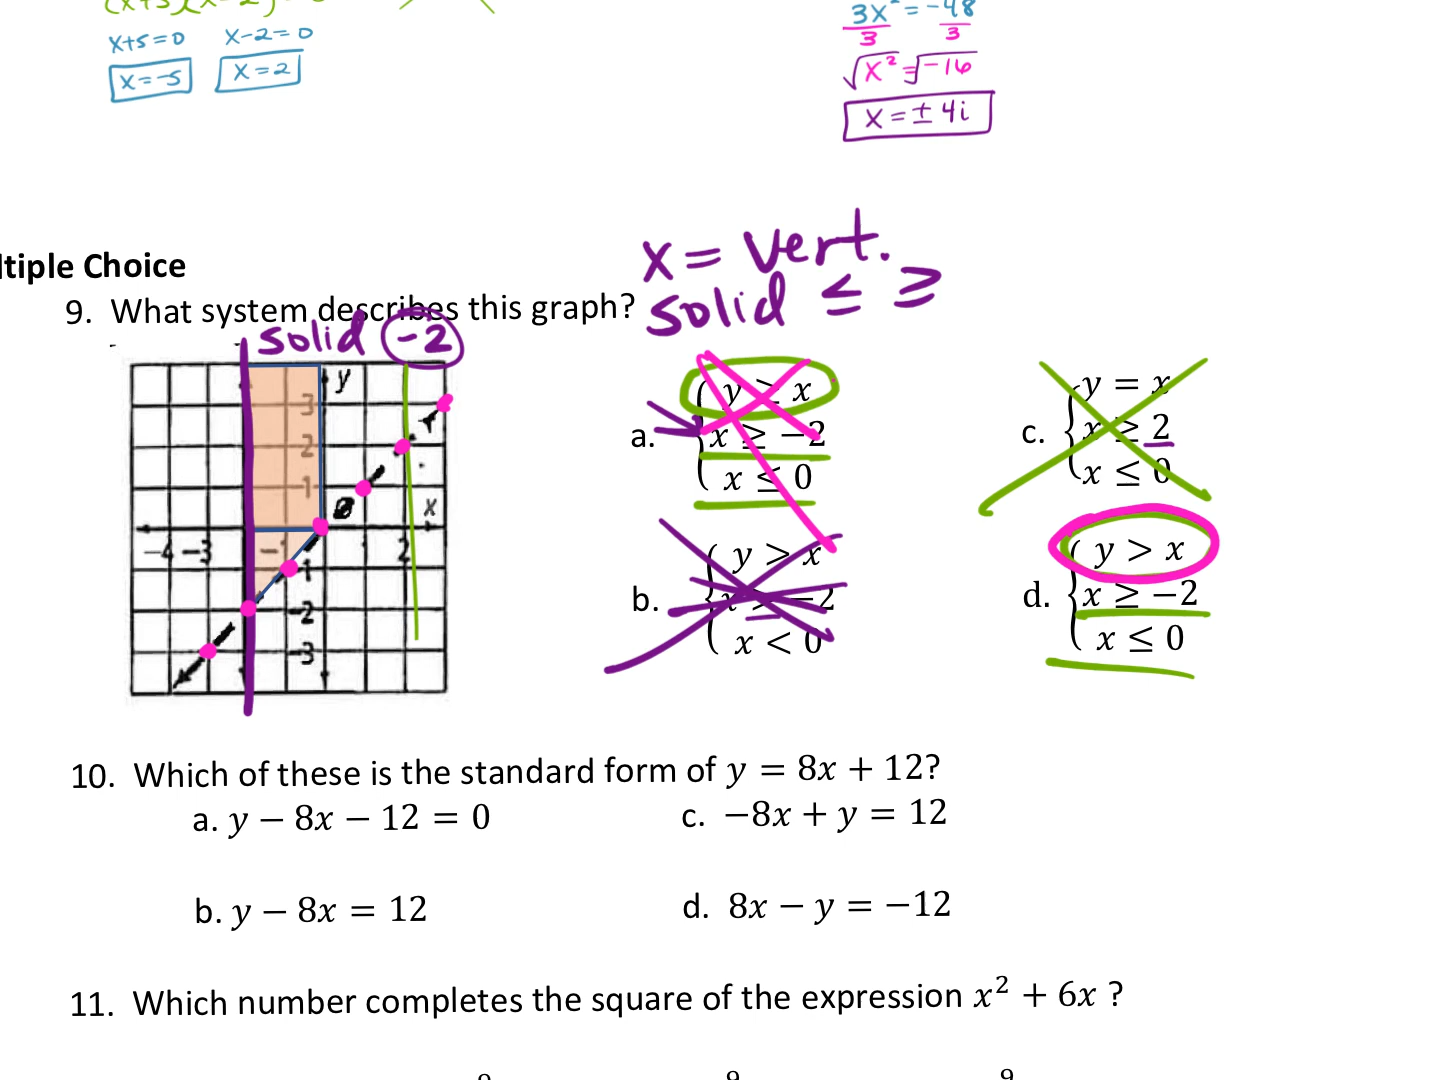 x+5=0 x-2=0
x=-5 x=2
3x² = -48
3 3
√x² = √-16
x = ± 4i
ltiple Choice
x = vert.
solid ≤ ≥
9. What system describes this graph?
solid -2
y
3
2
1
x
-4 -3 -1 2
-1
-2
-3
a. { y ≥ x
x ≥ −2
x ≤ 0
b. { y > x
x > −2
x < 0
c. { y = x
x ≥ 2
x ≤ 0
d. { y > x
x ≥ −2
x ≤ 0
10. Which of these is the standard form of y = 8x + 12?
a. y − 8x − 12 = 0 c. −8x + y = 12
b. y − 8x = 12 d. 8x − y = −12
11. Which number completes the square of the expression x² + 6x ?